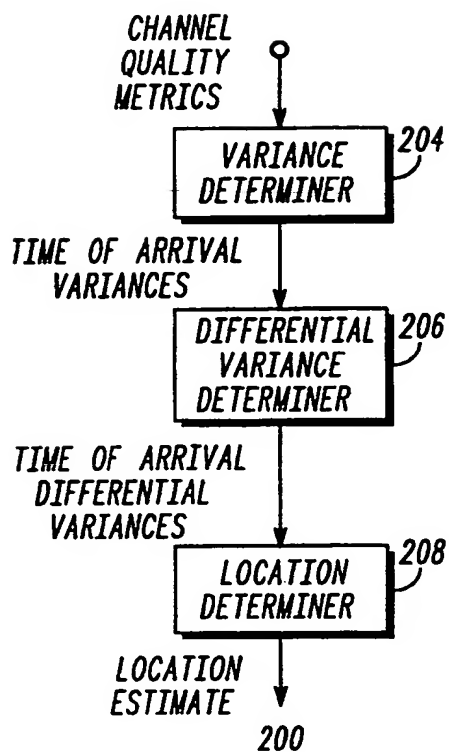 CHANNEL
QUALITY
METRICS
204
VARIANCE
DETERMINER
TIME OF ARRIVAL
VARIANCES
206
DIFFERENTIAL
VARIANCE
DETERMINER
TIME OF ARRIVAL
DIFFERENTIAL
VARIANCES
208
LOCATION
DETERMINER
LOCATION
ESTIMATE
200